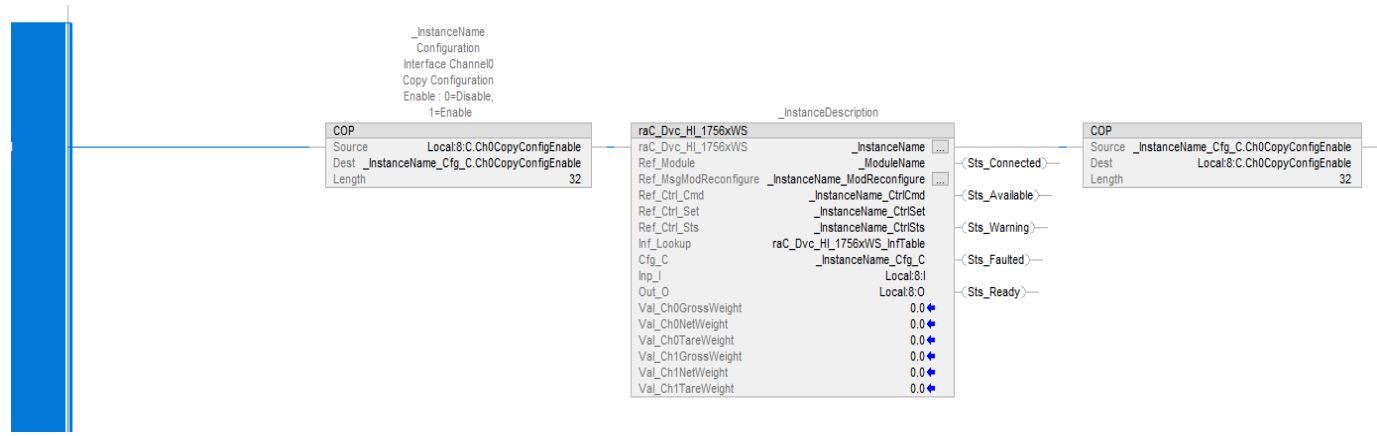 _InstanceName
Configuration
Interface Channel0
Copy Configuration
Enable : 0=Disable,
1=Enable
COP
Source Local:8:C.Ch0CopyConfigEnable
Dest _InstanceName_Cfg_C.Ch0CopyConfigEnable
Length 32
_InstanceDescription
raC_Dvc_HI_1756xWS
raC_Dvc_HI_1756xWS _InstanceName ...
Ref_Module _ModuleName
Ref_MsgModReconfigure _InstanceName_ModReconfigure ...
Ref_Ctrl_Cmd _InstanceName_CtrlCmd
Ref_Ctrl_Set _InstanceName_CtrlSet
Ref_Ctrl_Sts _InstanceName_CtrlSts
Inf_Lookup raC_Dvc_HI_1756xWS_InfTable
Cfg_C _InstanceName_Cfg_C
Inp_I Local:8:I
Out_O Local:8:O
Val_Ch0GrossWeight 0.0
Val_Ch0NetWeight 0.0
Val_Ch0TareWeight 0.0
Val_Ch1GrossWeight 0.0
Val_Ch1NetWeight 0.0
Val_Ch1TareWeight 0.0
Sts_Connected
Sts_Available
Sts_Warning
Sts_Faulted
Sts_Ready
COP
Source _InstanceName_Cfg_C.Ch0CopyConfigEnable
Dest Local:8:C.Ch0CopyConfigEnable
Length 32